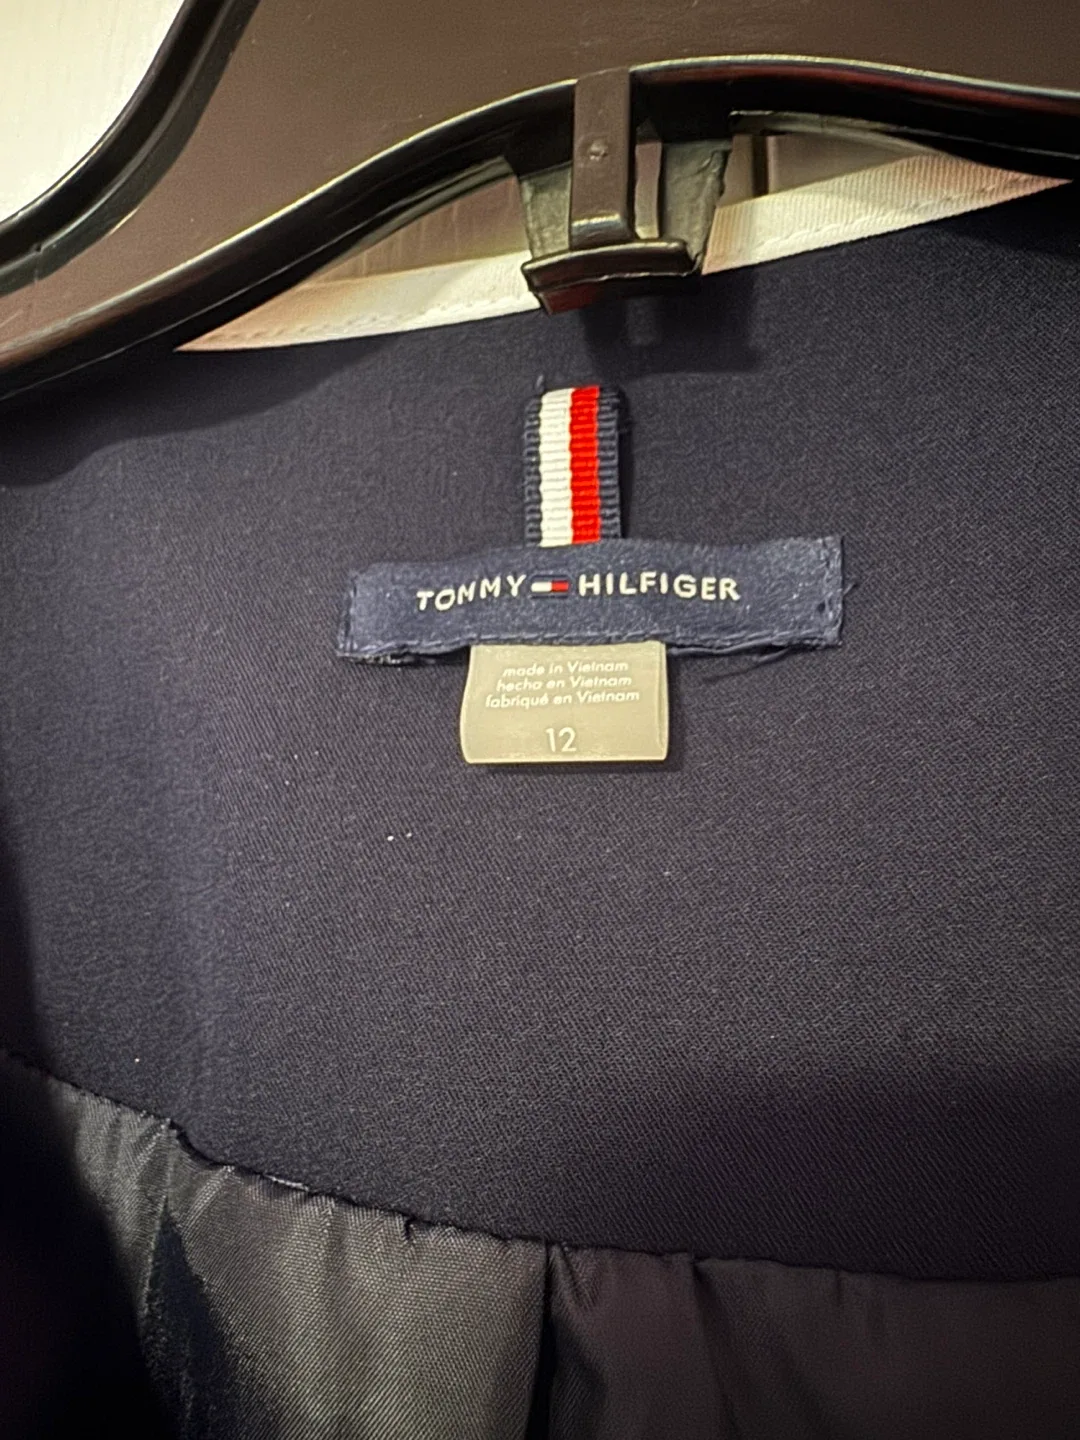 TOMMY HILFIGER
made in Vietnam
hecho en Vietnam
fabriqué en Vietnam
12